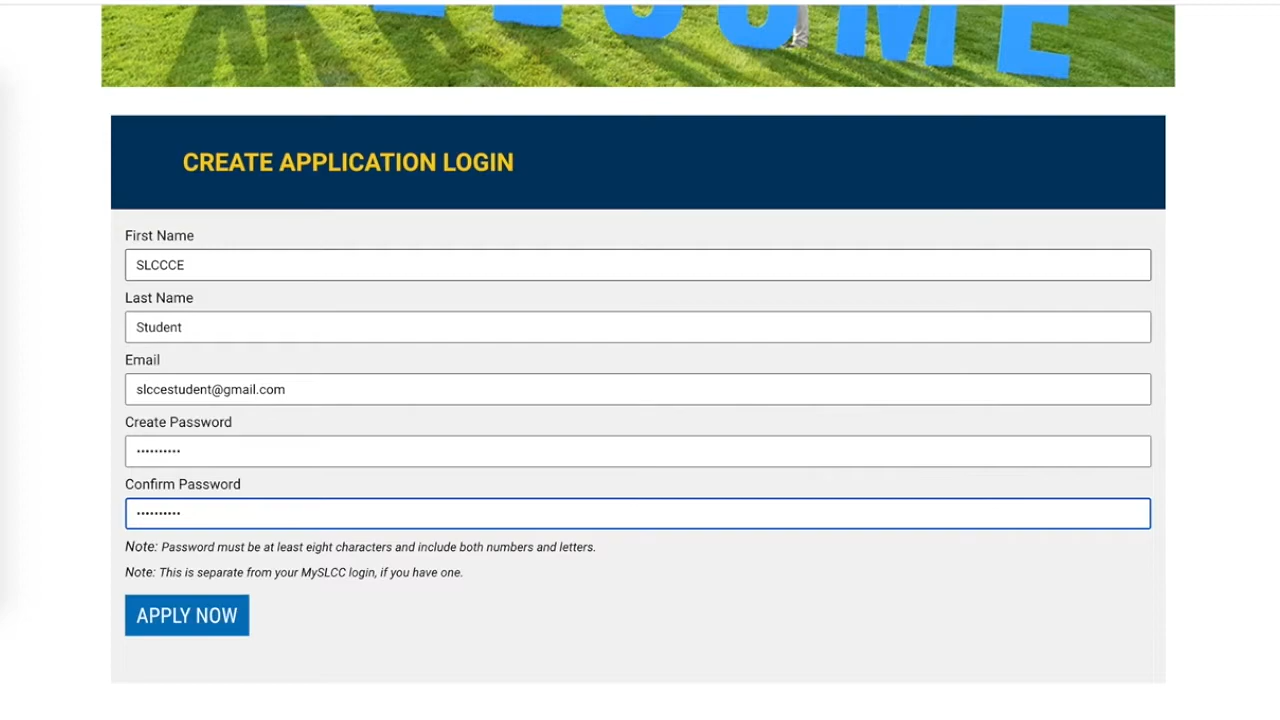 WELCOME
CREATE APPLICATION LOGIN
First Name
SLCCCE
Last Name
Student
Email
slccestudent@gmail.com
Create Password
••••••••••
Confirm Password
••••••••••
Note: Password must be at least eight characters and include both numbers and letters.
Note: This is separate from your MySLCC login, if you have one.
APPLY NOW